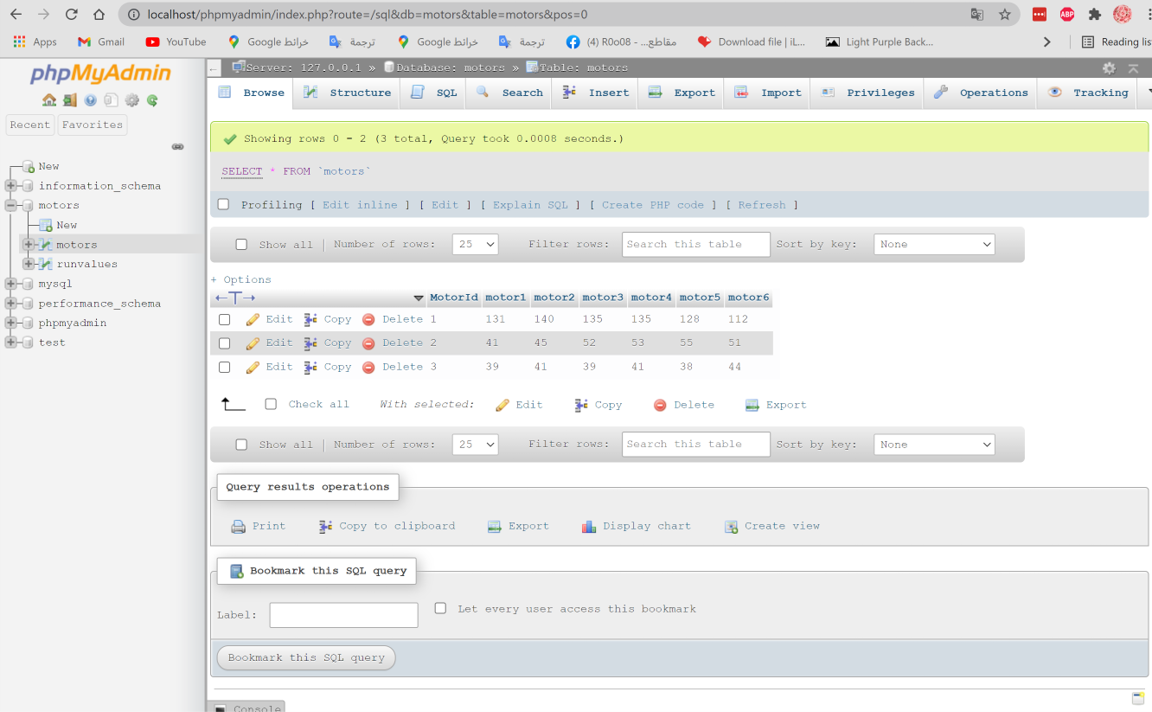 localhost/phpmyadmin/index.php?route=/sql&db=motors&table=motors&pos=0
Apps Gmail YouTube خرائط Google ترجمة خرائط Google ترجمة (4) R0o08 - ...مقاطع Download file | iL... Light Purple Back... Reading lis
phpMyAdmin
Recent Favorites
New
information_schema
motors
New
motors
runvalues
mysql
performance_schema
phpmyadmin
test
Server: 127.0.0.1 » Database: motors » Table: motors
Browse Structure SQL Search Insert Export Import Privileges Operations Tracking
Showing rows 0 - 2 (3 total, Query took 0.0008 seconds.)
SELECT * FROM `motors`
Profiling [ Edit inline ] [ Edit ] [ Explain SQL ] [ Create PHP code ] [ Refresh ]
Show all | Number of rows: 25 Filter rows: Search this table Sort by key: None
+ Options
←T→ MotorId motor1 motor2 motor3 motor4 motor5 motor6
Edit Copy Delete 1 131 140 135 135 128 112
Edit Copy Delete 2 41 45 52 53 55 51
Edit Copy Delete 3 39 41 39 41 38 44
Check all With selected: Edit Copy Delete Export
Show all | Number of rows: 25 Filter rows: Search this table Sort by key: None
Query results operations
Print Copy to clipboard Export Display chart Create view
Bookmark this SQL query
Label: Let every user access this bookmark
Bookmark this SQL query
Console